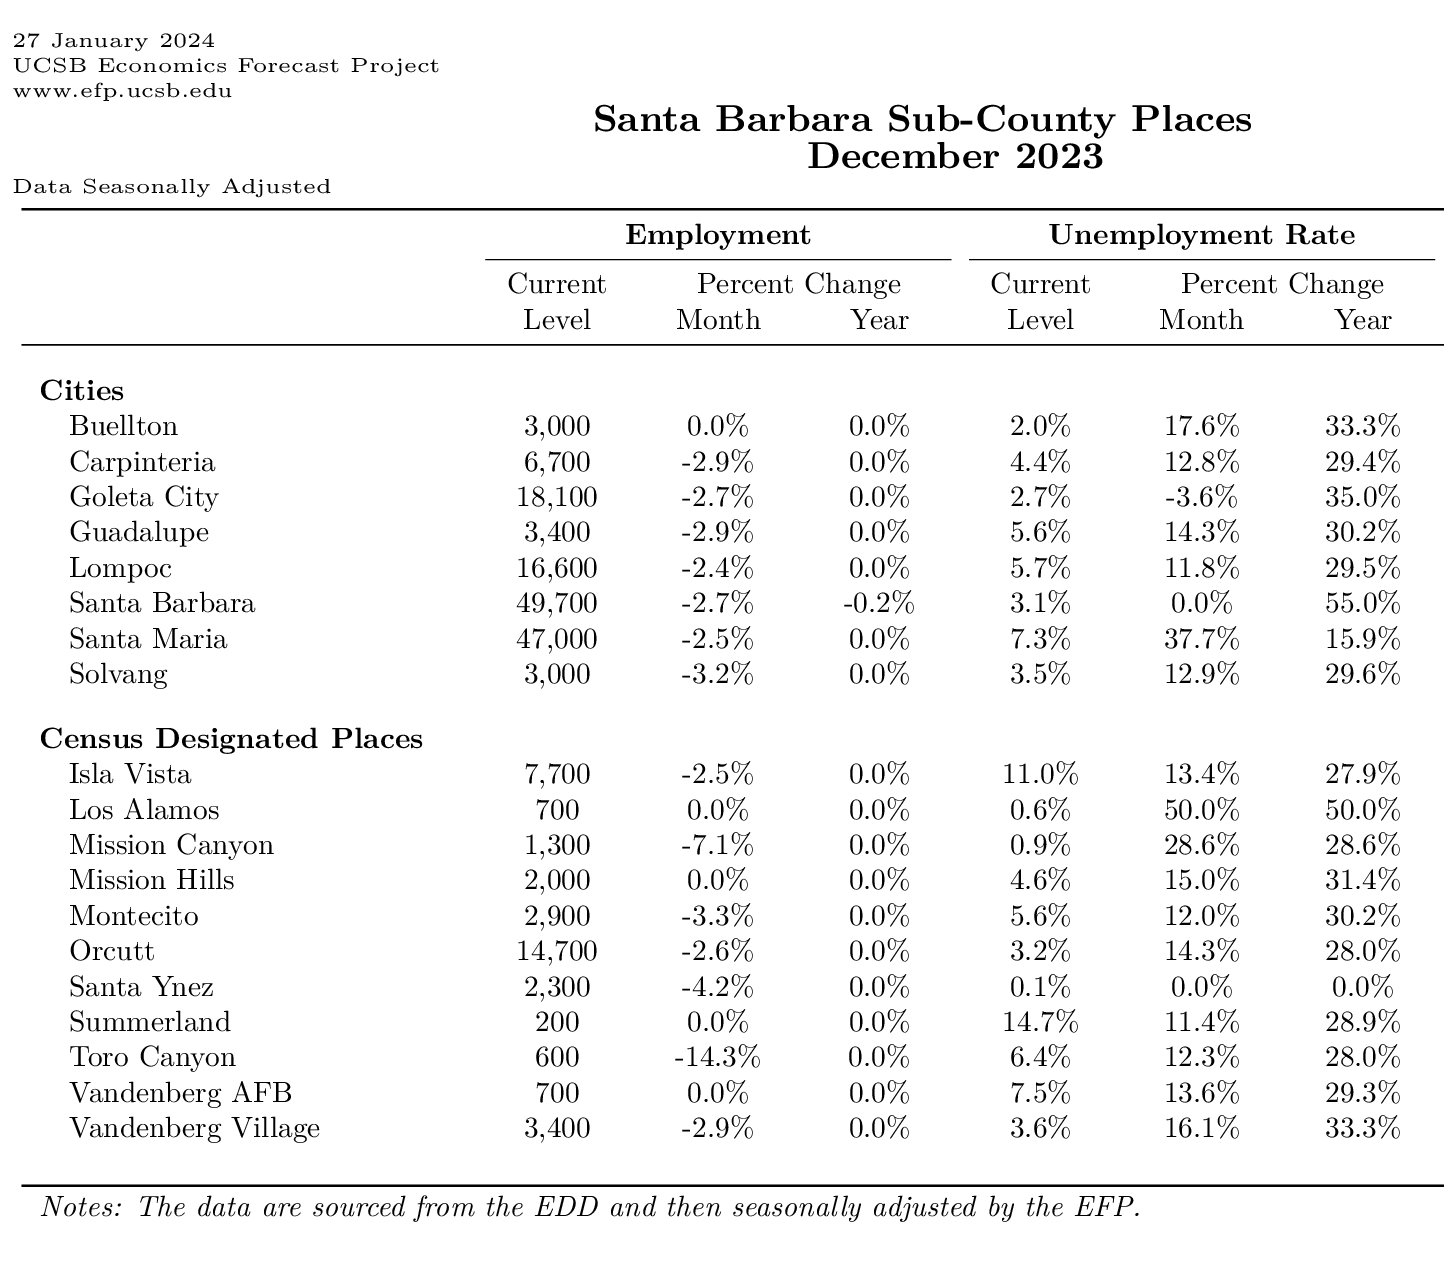 27 January 2024
UCSB Economics Forecast Project
www.efp.ucsb.edu
Santa Barbara Sub-County Places
December 2023
Data Seasonally Adjusted
Employment Unemployment Rate
Current Percent Change Current Percent Change
Level Month Year Level Month Year
Cities
Buellton 3,000 0.0% 0.0% 2.0% 17.6% 33.3%
Carpinteria 6,700 -2.9% 0.0% 4.4% 12.8% 29.4%
Goleta City 18,100 -2.7% 0.0% 2.7% -3.6% 35.0%
Guadalupe 3,400 -2.9% 0.0% 5.6% 14.3% 30.2%
Lompoc 16,600 -2.4% 0.0% 5.7% 11.8% 29.5%
Santa Barbara 49,700 -2.7% -0.2% 3.1% 0.0% 55.0%
Santa Maria 47,000 -2.5% 0.0% 7.3% 37.7% 15.9%
Solvang 3,000 -3.2% 0.0% 3.5% 12.9% 29.6%
Census Designated Places
Isla Vista 7,700 -2.5% 0.0% 11.0% 13.4% 27.9%
Los Alamos 700 0.0% 0.0% 0.6% 50.0% 50.0%
Mission Canyon 1,300 -7.1% 0.0% 0.9% 28.6% 28.6%
Mission Hills 2,000 0.0% 0.0% 4.6% 15.0% 31.4%
Montecito 2,900 -3.3% 0.0% 5.6% 12.0% 30.2%
Orcutt 14,700 -2.6% 0.0% 3.2% 14.3% 28.0%
Santa Ynez 2,300 -4.2% 0.0% 0.1% 0.0% 0.0%
Summerland 200 0.0% 0.0% 14.7% 11.4% 28.9%
Toro Canyon 600 -14.3% 0.0% 6.4% 12.3% 28.0%
Vandenberg AFB 700 0.0% 0.0% 7.5% 13.6% 29.3%
Vandenberg Village 3,400 -2.9% 0.0% 3.6% 16.1% 33.3%
Notes: The data are sourced from the EDD and then seasonally adjusted by the EFP.